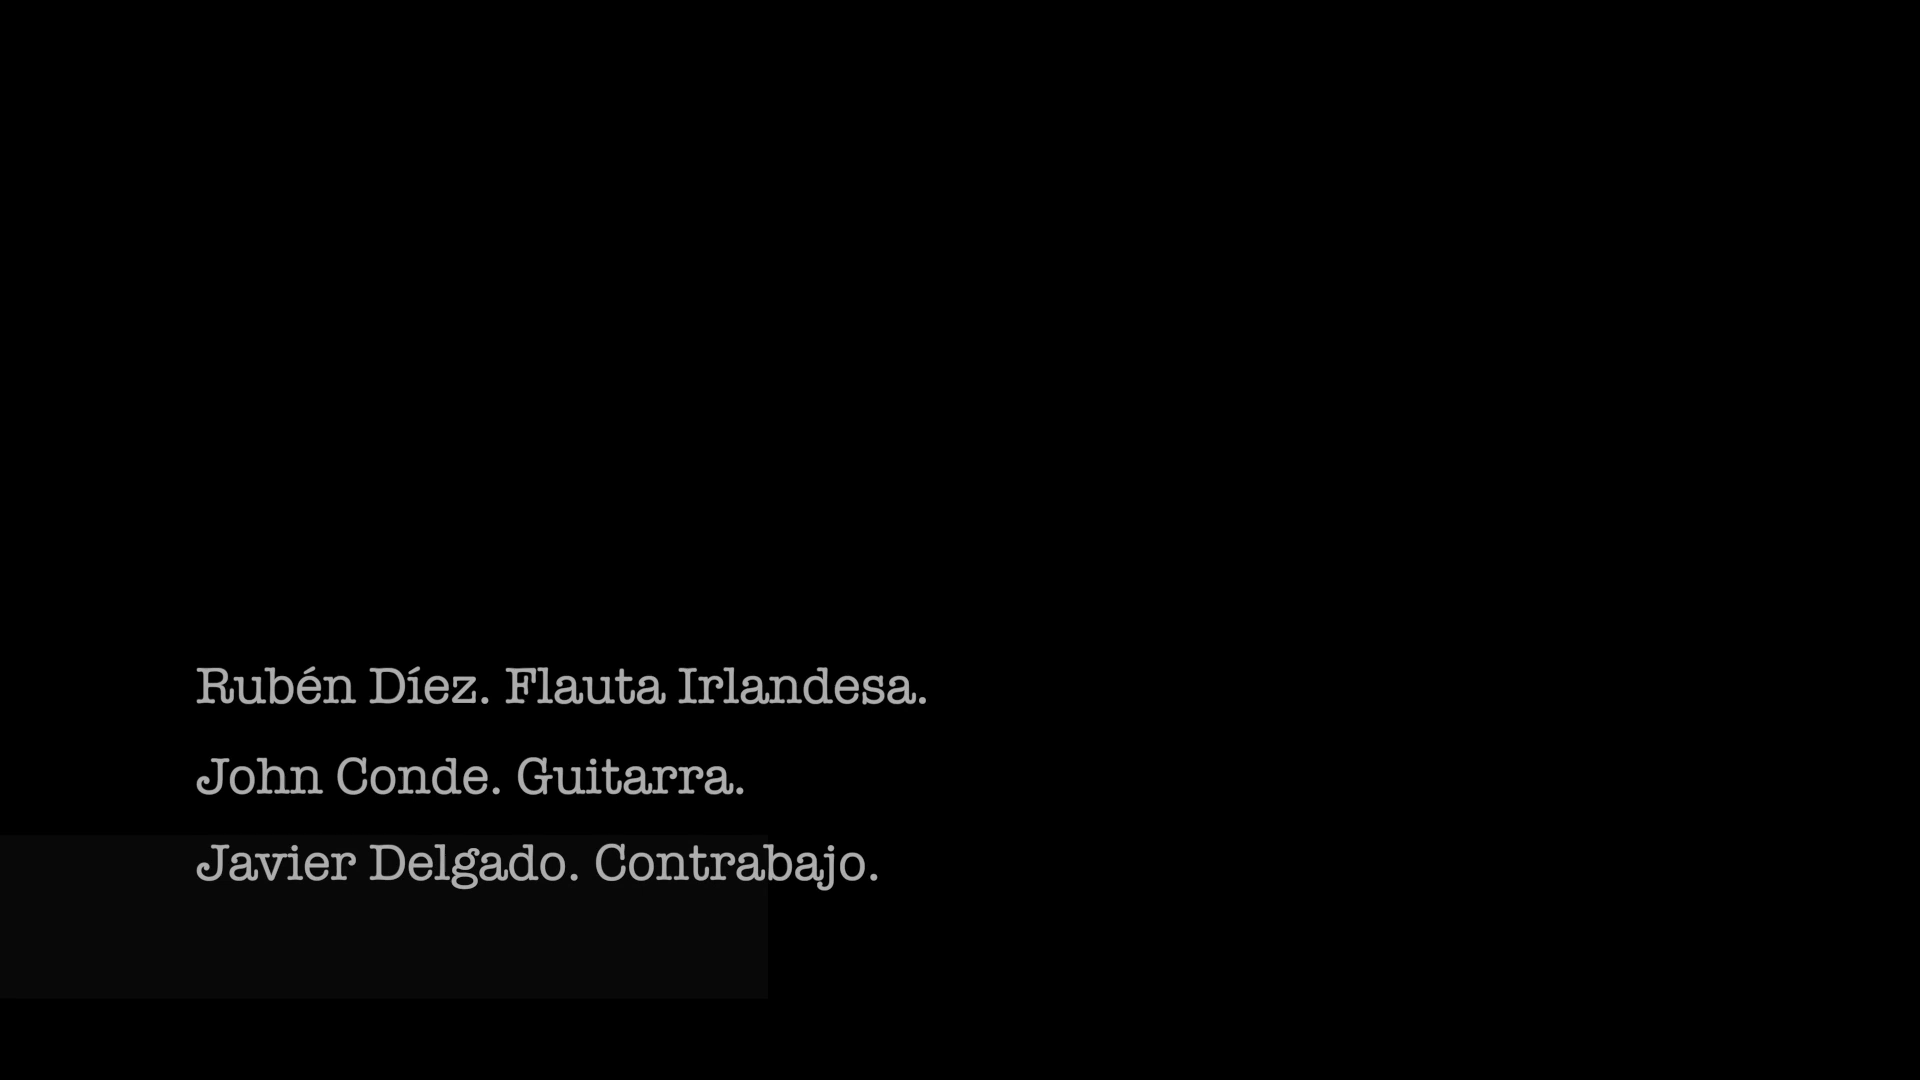 Rubén Díez. Flauta Irlandesa.
John Conde. Guitarra.
Javier Delgado. Contrabajo.